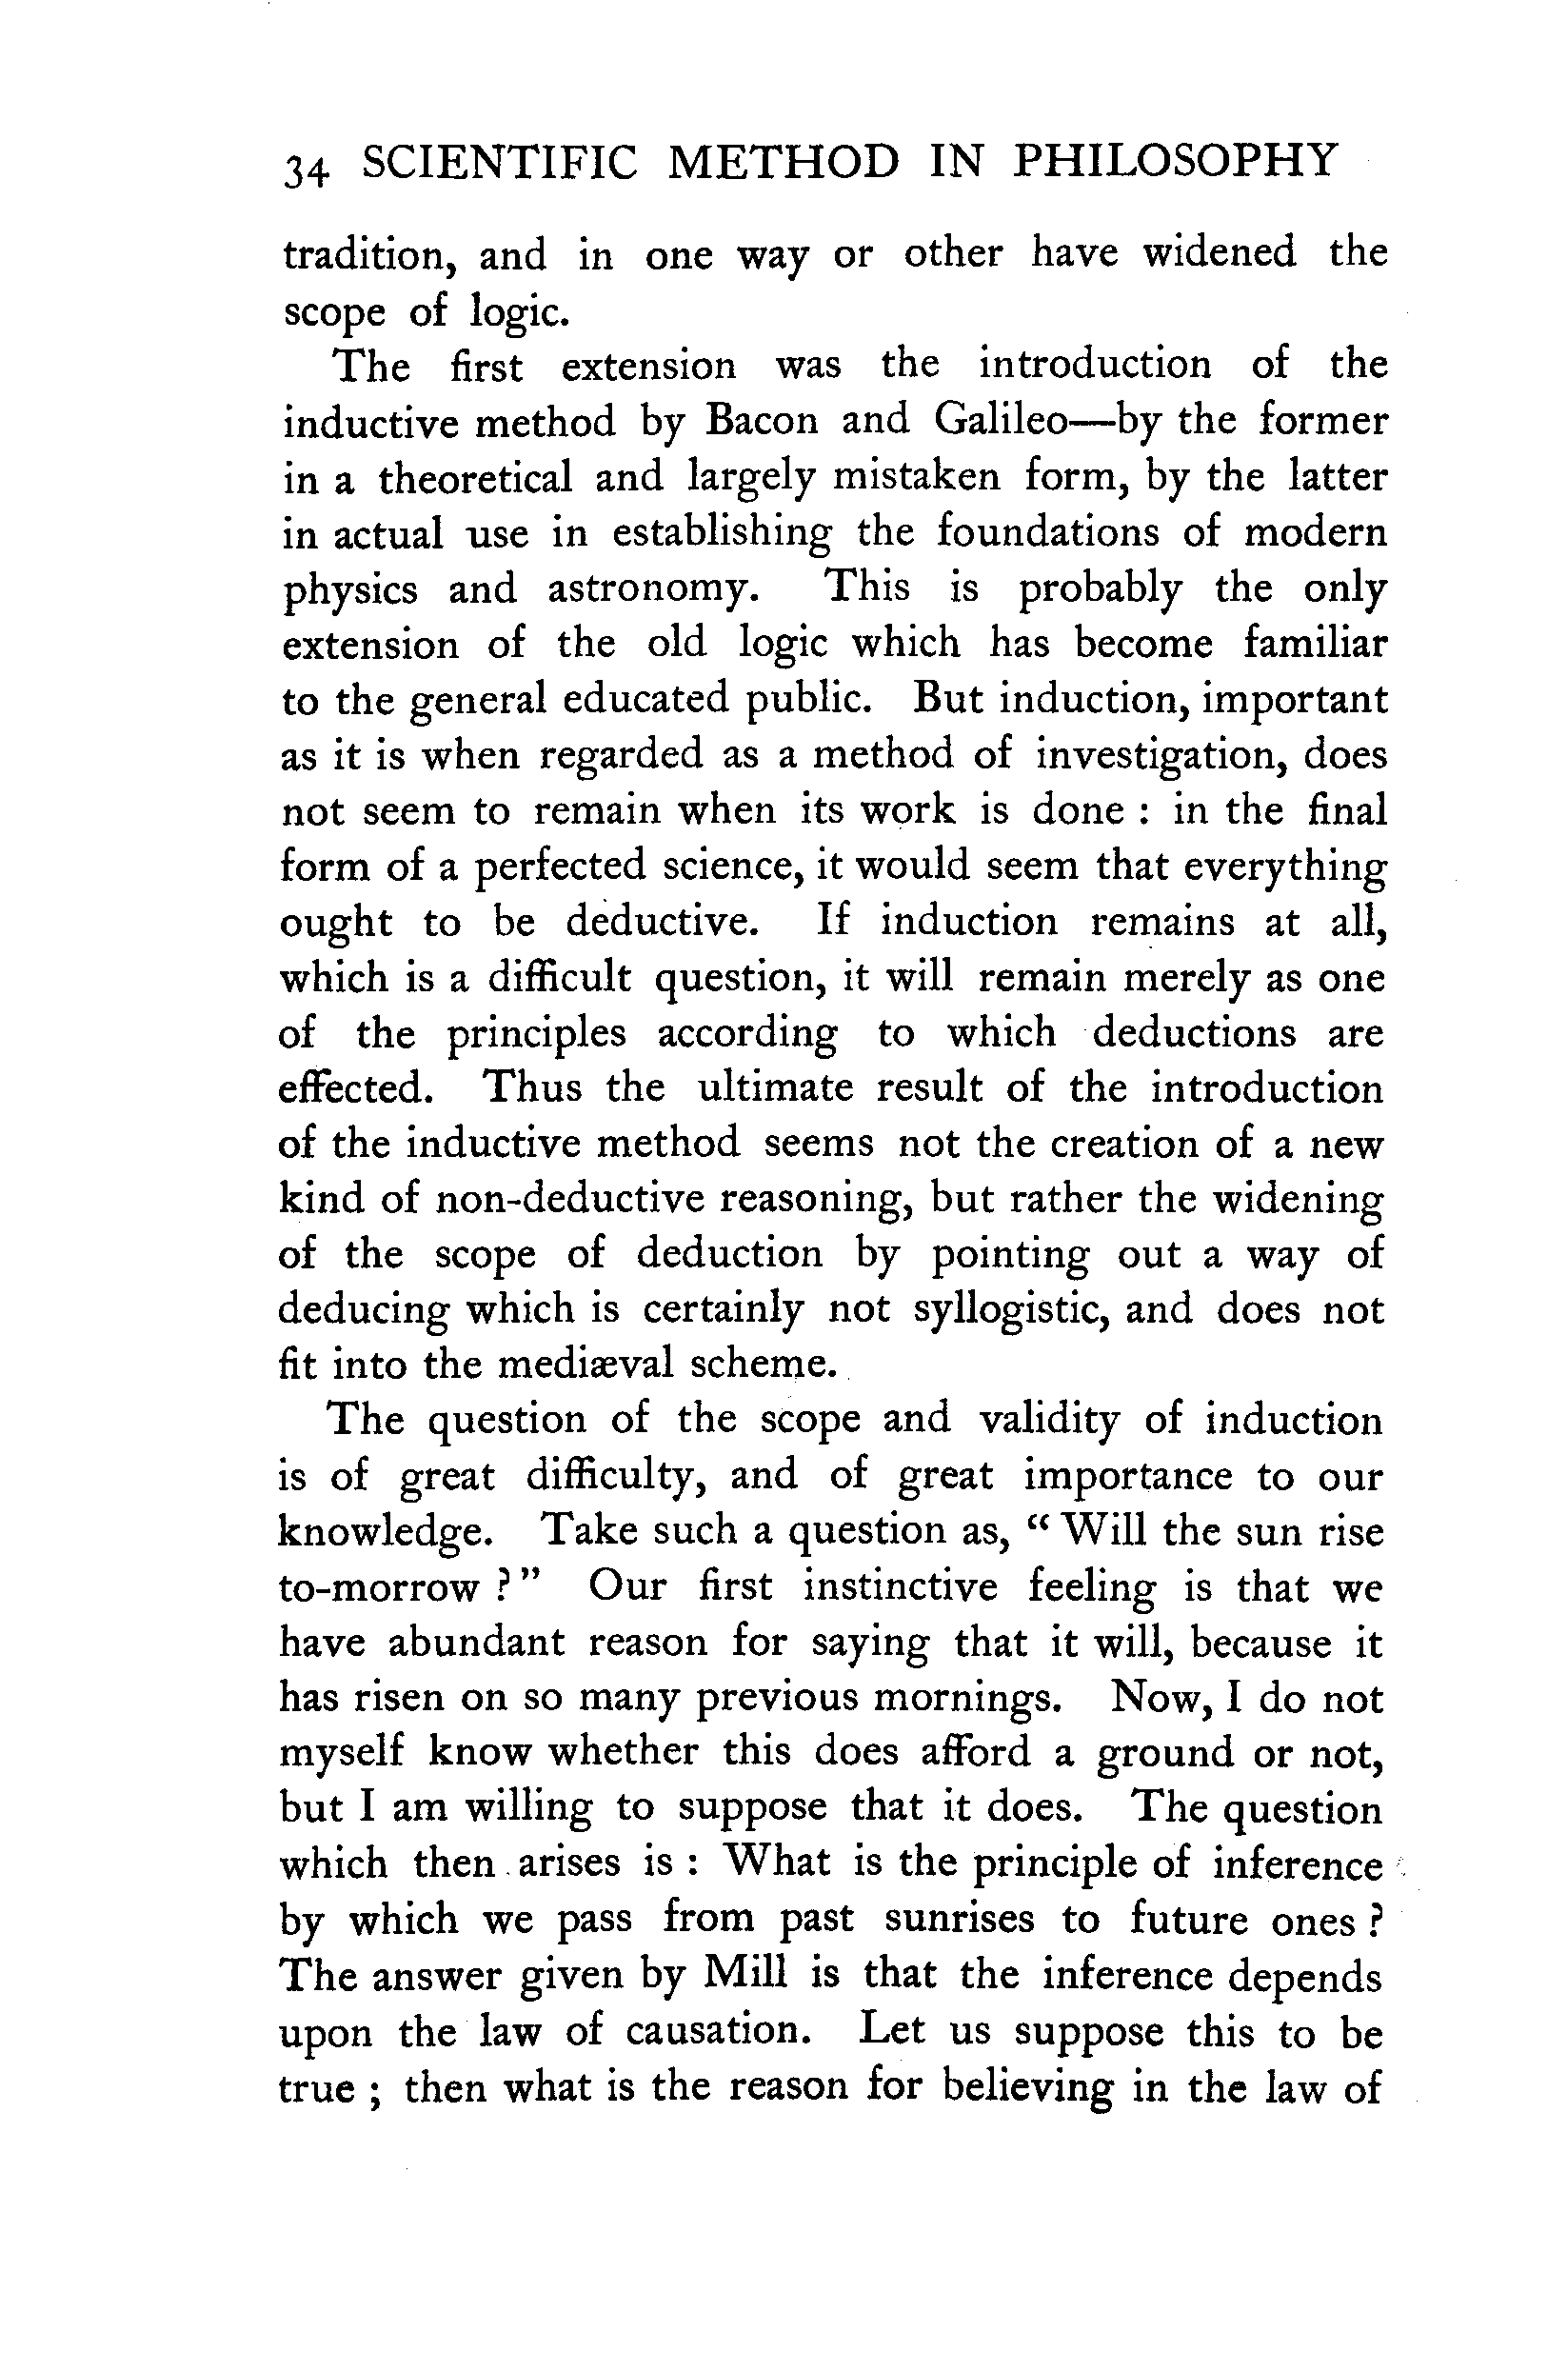 34 SCIENTIFIC METHOD IN PHILOSOPHY
tradition, and in one way or other have widened the
scope of logic.
The first extension was the introduction of the
inductive method by Bacon and Galileo—by the former
in a theoretical and largely mistaken form, by the latter
in actual use in establishing the foundations of modern
physics and astronomy. This is probably the only
extension of the old logic which has become familiar
to the general educated public. But induction, important
as it is when regarded as a method of investigation, does
not seem to remain when its work is done : in the final
form of a perfected science, it would seem that everything
ought to be deductive. If induction remains at all,
which is a difficult question, it will remain merely as one
of the principles according to which deductions are
effected. Thus the ultimate result of the introduction
of the inductive method seems not the creation of a new
kind of non-deductive reasoning, but rather the widening
of the scope of deduction by pointing out a way of
deducing which is certainly not syllogistic, and does not
fit into the mediæval scheme.
The question of the scope and validity of induction
is of great difficulty, and of great importance to our
knowledge. Take such a question as, “ Will the sun rise
to-morrow ? ” Our first instinctive feeling is that we
have abundant reason for saying that it will, because it
has risen on so many previous mornings. Now, I do not
myself know whether this does afford a ground or not,
but I am willing to suppose that it does. The question
which then arises is : What is the principle of inference
by which we pass from past sunrises to future ones ?
The answer given by Mill is that the inference depends
upon the law of causation. Let us suppose this to be
true ; then what is the reason for believing in the law of